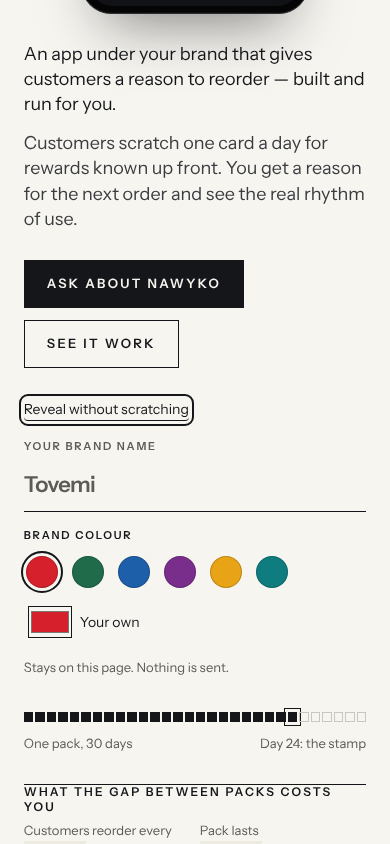 An app under your brand that gives
customers a reason to reorder — built and
run for you.
Customers scratch one card a day for
rewards known up front. You get a reason
for the next order and see the real rhythm
of use.
ASK ABOUT NAWYKO
SEE IT WORK
Reveal without scratching
YOUR BRAND NAME
Tovemi
BRAND COLOUR
Your own
Stays on this page. Nothing is sent.
One pack, 30 days
Day 24: the stamp
WHAT THE GAP BETWEEN PACKS COSTS
YOU
Customers reorder every
Pack lasts